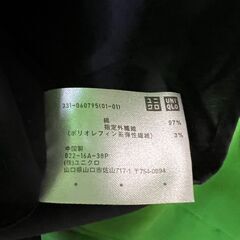 331-060795(01-01)
ユニ クロ
UNI QLO
綿 97%
指定外繊維
(ポリオレフィン系弾性繊維) 3%
中国製
822-16A-38P
(株)ユニクロ
山口県山口市佐山717-1 〒754-0894